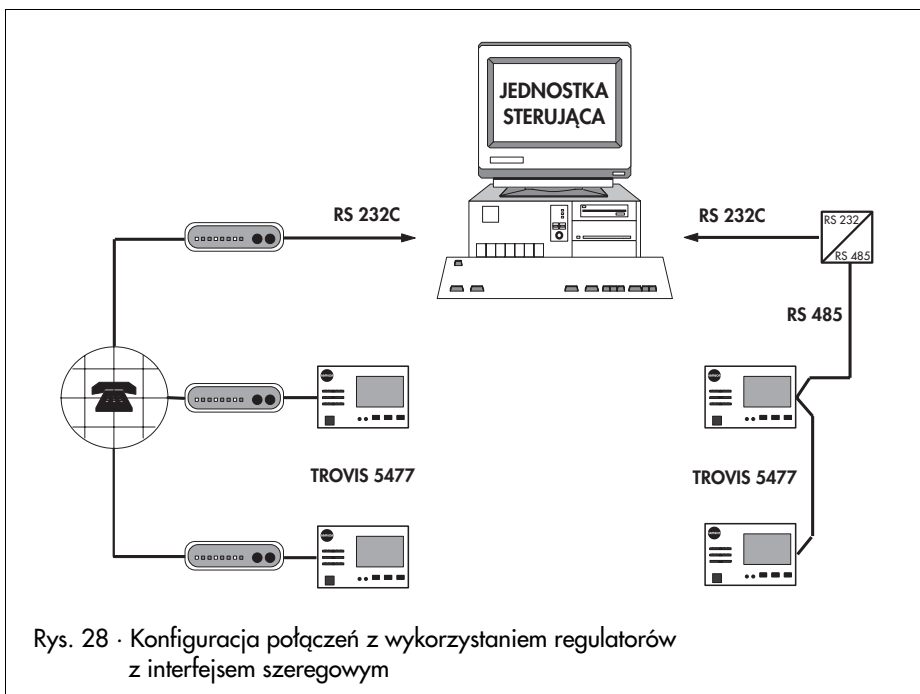 JEDNOSTKA
STERUJĄCA
RS 232C
RS 232C
RS 232
RS 485
RS 485
TROVIS 5477
TROVIS 5477
Rys. 28 · Konfiguracja połączeń z wykorzystaniem regulatorów
z interfejsem szeregowym